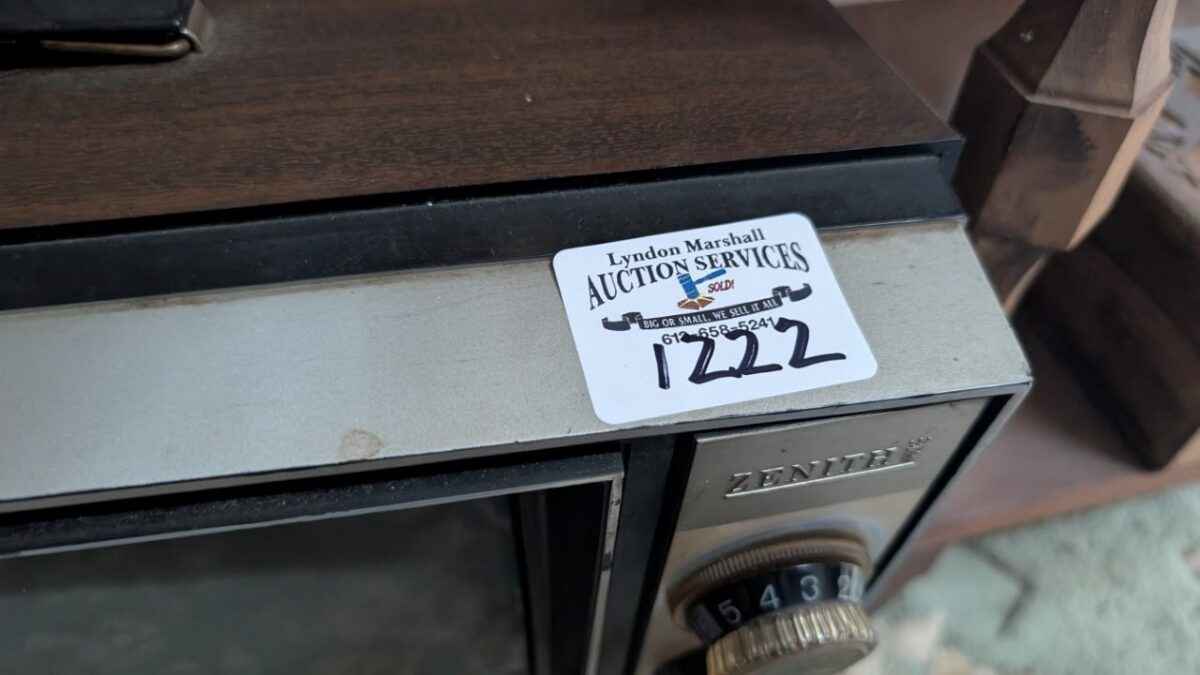 Lyndon Marshall
AUCTION SERVICES
SOLD!
BIG OR SMALL, WE SELL IT ALL
612-658-5241
1222
ZENITH
5 4 3 2